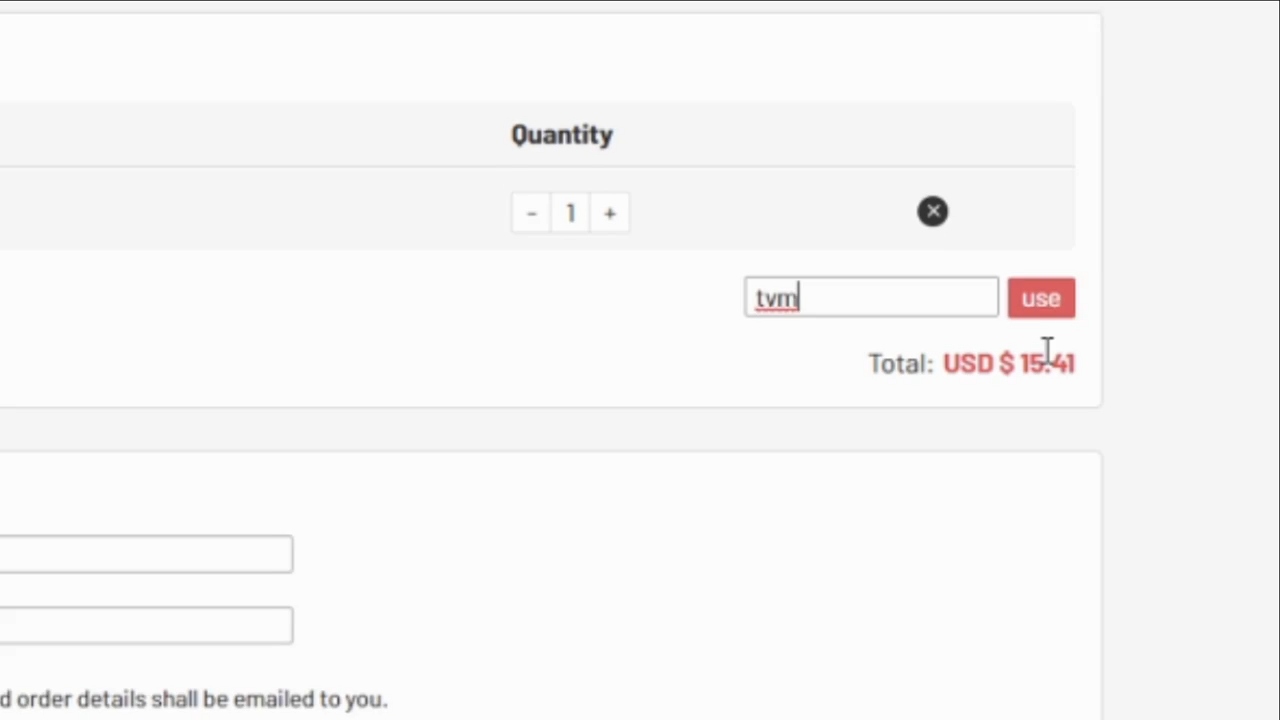 Quantity
- 1 +
tvm use
Total: USD $ 15.41
d order details shall be emailed to you.